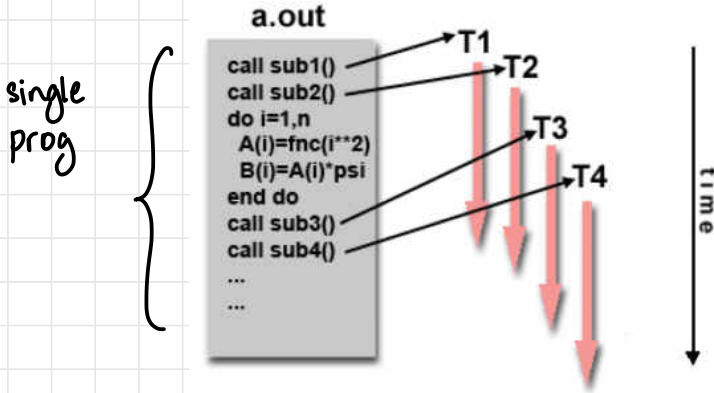 a.out
single
prog
call sub1()
call sub2()
do i=1,n
A(i)=fnc(i**2)
B(i)=A(i)*psi
end do
call sub3()
call sub4()
...
...
T1
T2
T3
T4
time